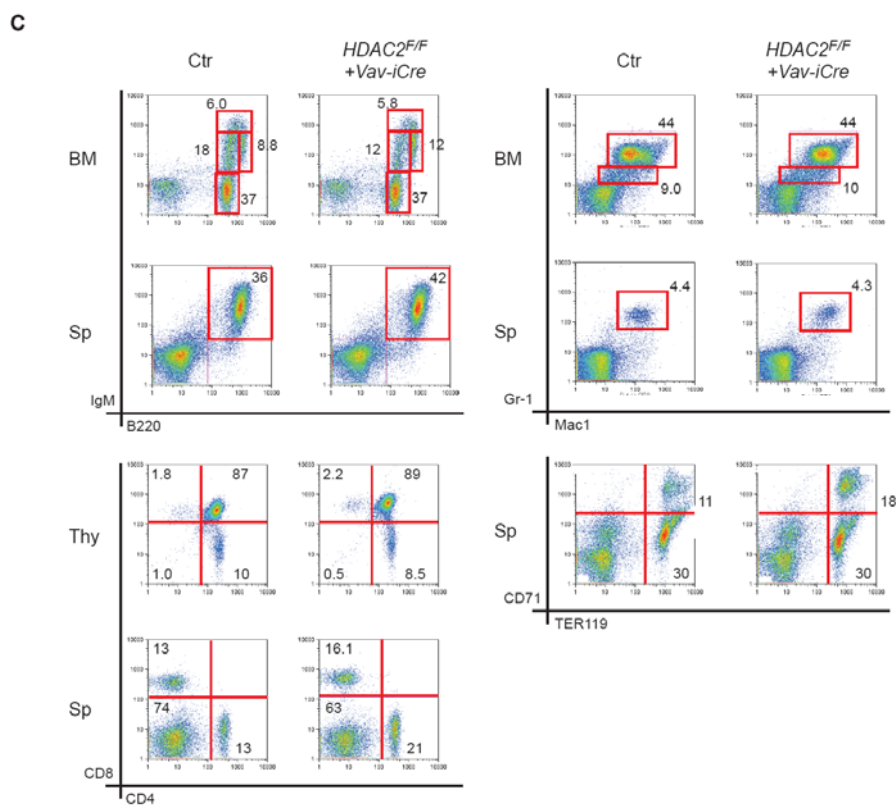 C
Ctr
HDAC2F/F
+Vav-iCre
Ctr
HDAC2F/F
+Vav-iCre
BM
6.0
18
8.8
37
5.8
12
12
37
BM
44
9.0
44
10
Sp
36
42
IgM
B220
Sp
4.4
4.3
Gr-1
Mac1
Thy
1.8
87
1.0
10
2.2
89
0.5
8.5
Sp
11
30
18
30
CD71
TER119
Sp
13
74
13
16.1
63
21
CD8
CD4